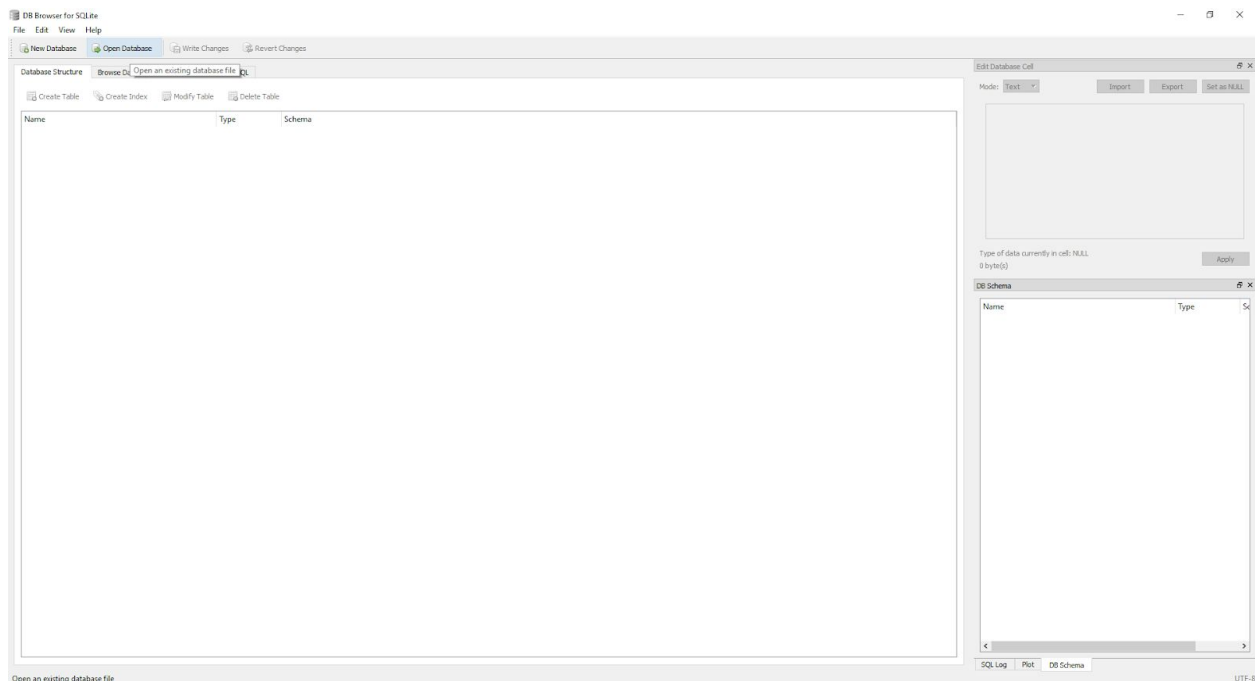 DB Browser for SQLite
File Edit View Help
New Database Open Database Write Changes Revert Changes
Database Structure Browse Da Open an existing database file QL
Create Table Create Index Modify Table Delete Table
Name Type Schema
Edit Database Cell
Mode: Text Import Export Set as NULL
Type of data currently in cell: NULL
0 byte(s)
Apply
DB Schema
Name Type Sc
SQL Log Plot DB Schema
Open an existing database file UTF-8